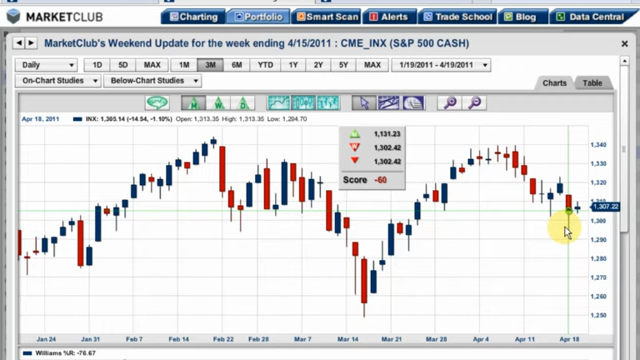 MARKETCLUB Charting Portfolio Smart Scan Alerts Trade School Blog Data Central
MarketClub's Weekend Update for the week ending 4/15/2011 : CME_INX (S&P 500 CASH)
Daily 1D 5D MAX 1M 3M 6M YTD 1Y 2Y 5Y MAX 1/19/2011 - 4/19/2011
On-Chart Studies Below-Chart Studies
Charts Table
M W D
Apr 18, 2011 INX: 1,305.14 (-14.54, -1.10%) Open: 1,313.35 High: 1,313.35 Low: 1,294.70
1,131.23
W 1,302.42
1,302.42
Score -60
1,340
1,330
1,320
1,310
1,307.22
1,300
1,290
1,280
1,270
1,260
1,250
Jan 24 Jan 31 Feb 7 Feb 14 Feb 22 Feb 28 Mar 7 Mar 14 Mar 21 Mar 28 Apr 4 Apr 11 Apr 18
Williams %R: -76.67